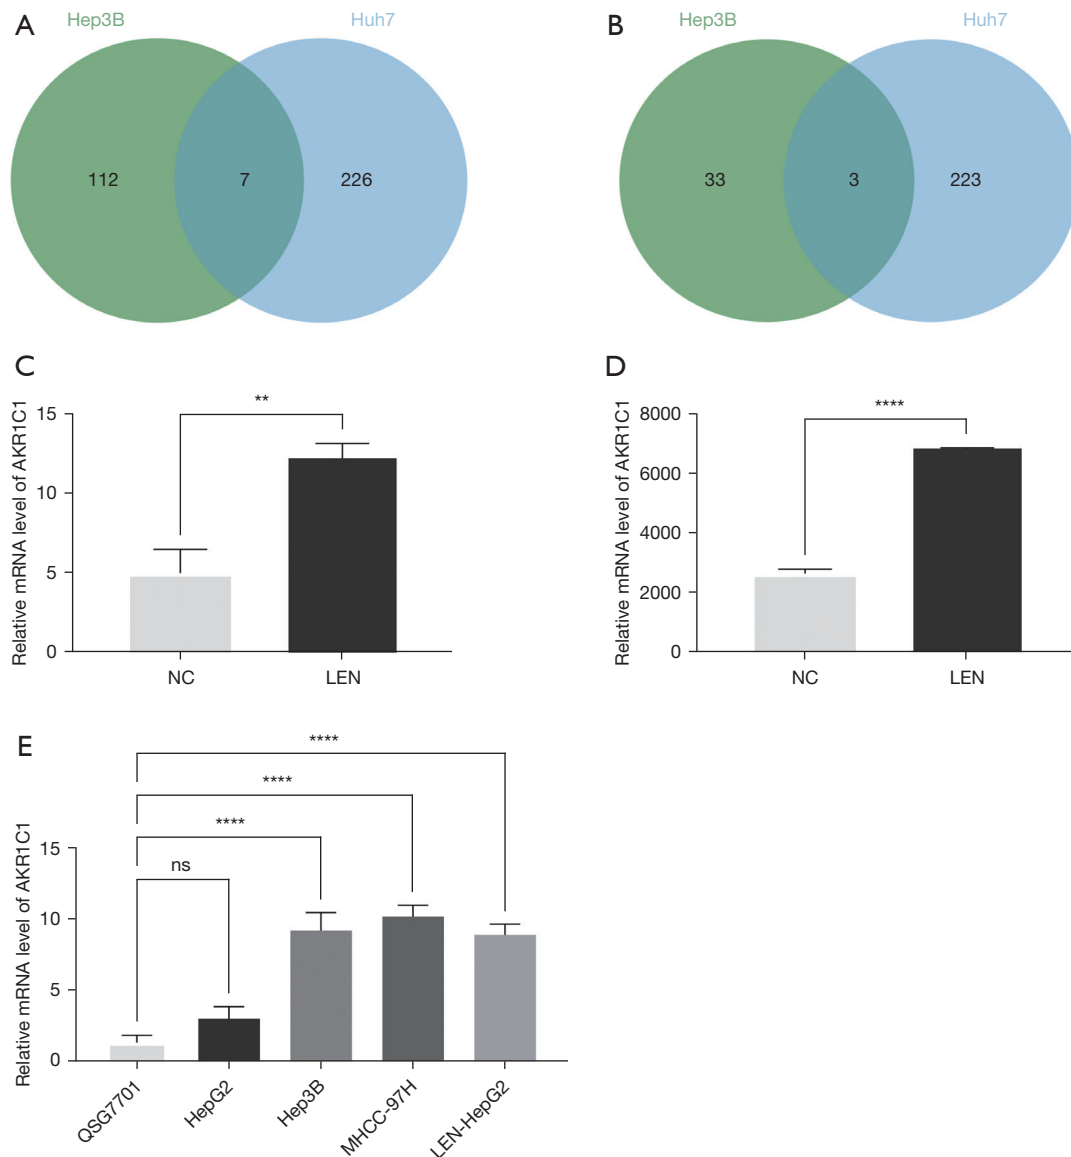 A
Hep3B
Huh7
112
7
226
B
Hep3B
Huh7
33
3
223
C
Relative mRNA level of AKR1C1
15
10
5
0
**
NC
LEN
D
Relative mRNA level of AKR1C1
8000
6000
4000
2000
0
****
NC
LEN
E
Relative mRNA level of AKR1C1
15
10
5
0
****
****
****
ns
QSG7701
HepG2
Hep3B
MHCC-97H
LEN-HepG2